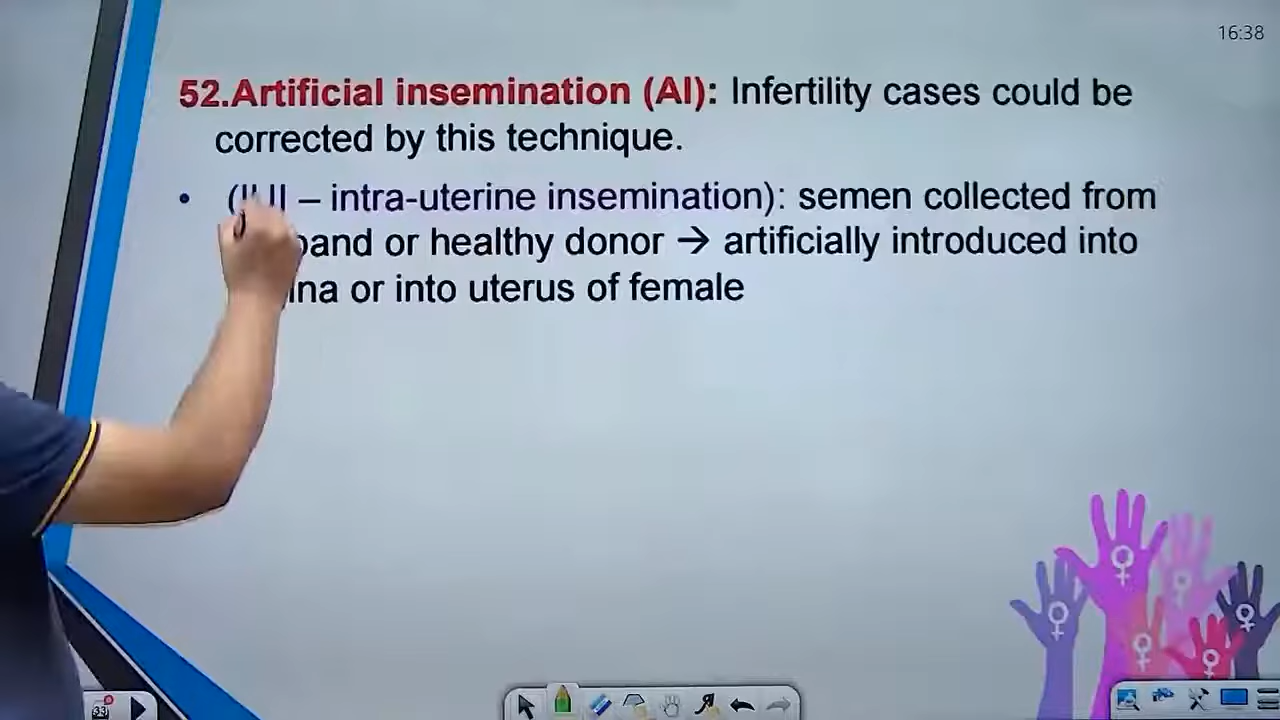 16:38
52.Artificial insemination (AI): Infertility cases could be
corrected by this technique.
• – intra-uterine insemination): semen collected from
or healthy donor → artificially introduced into
or into uterus of female